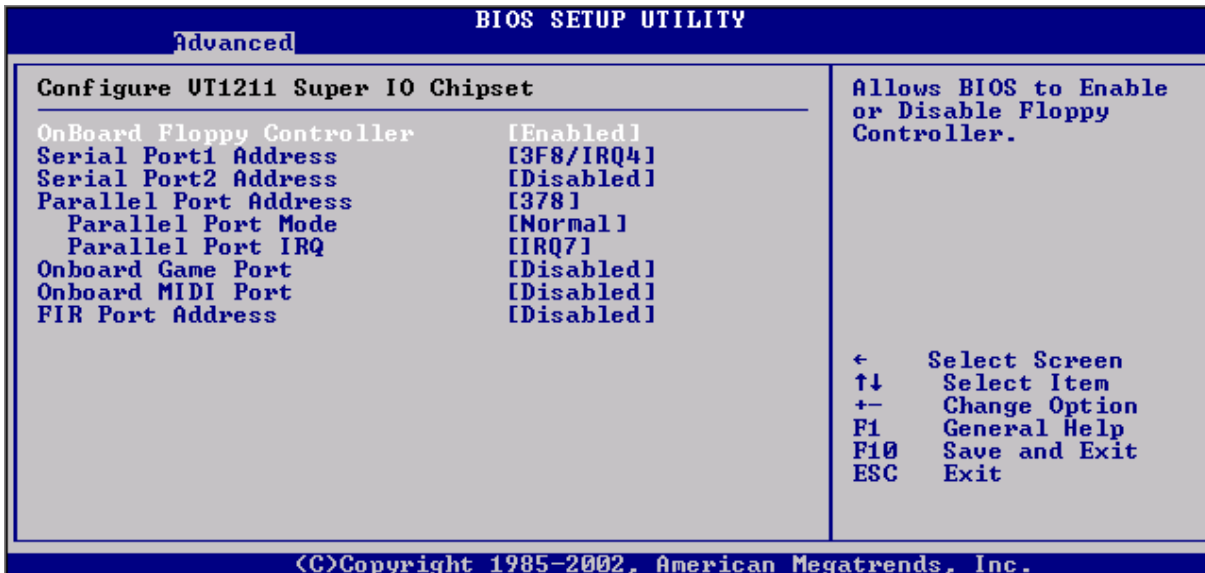 BIOS SETUP UTILITY
Advanced
Configure VT1211 Super IO Chipset
OnBoard Floppy Controller [Enabled]
Serial Port1 Address [3F8/IRQ4]
Serial Port2 Address [Disabled]
Parallel Port Address [378]
Parallel Port Mode [Normal]
Parallel Port IRQ [IRQ7]
Onboard Game Port [Disabled]
Onboard MIDI Port [Disabled]
FIR Port Address [Disabled]
Allows BIOS to Enable
or Disable Floppy
Controller.
← Select Screen
↑↓ Select Item
+- Change Option
F1 General Help
F10 Save and Exit
ESC Exit
(C)Copyright 1985-2002, American Megatrends, Inc.